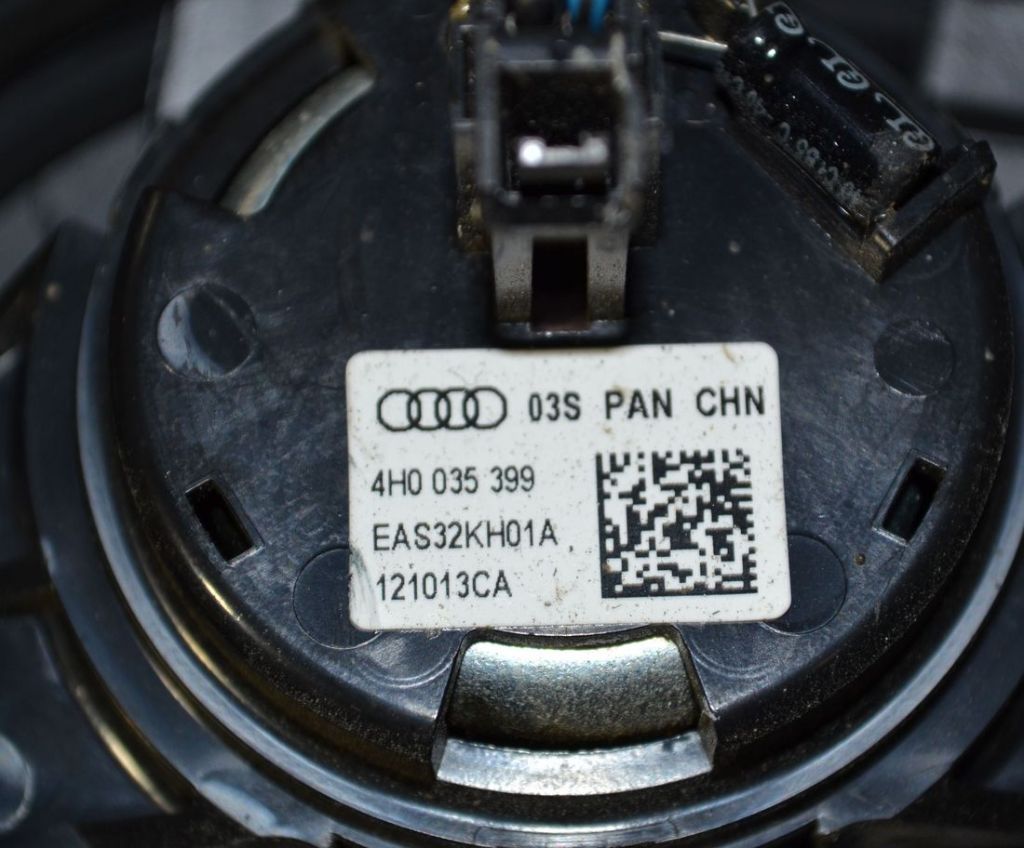 03S PAN CHN
4H0 035 399
EAS32KH01A
121013CA